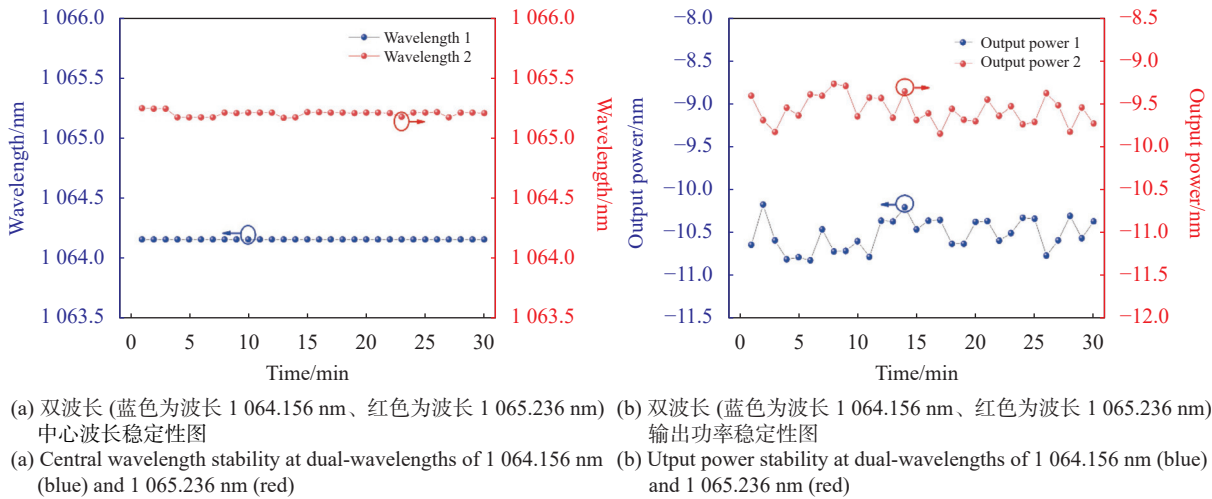 1 066.0
1 065.5
1 065.0
1 064.5
1 064.0
1 063.5
Wavelength/nm
1 066.0
1 065.5
1 065.0
1 064.5
1 064.0
1 063.5
Wavelength/nm
Wavelength 1
Wavelength 2
0 5 10 15 20 25 30
Time/min
−8.0
−8.5
−9.0
−9.5
−10.0
−10.5
−11.0
−11.5
Output power/nm
−8.5
−9.0
−9.5
−10.0
−10.5
−11.0
−11.5
−12.0
Output power/nm
Output power 1
Output power 2
0 5 10 15 20 25 30
Time/min
(a) 双波长 (蓝色为波长 1 064.156 nm、红色为波长 1 065.236 nm)
中心波长稳定性图
(a) Central wavelength stability at dual-wavelengths of 1 064.156 nm
(blue) and 1 065.236 nm (red)
(b) 双波长 (蓝色为波长 1 064.156 nm、红色为波长 1 065.236 nm)
输出功率稳定性图
(b) Utput power stability at dual-wavelengths of 1 064.156 nm (blue)
and 1 065.236 nm (red)